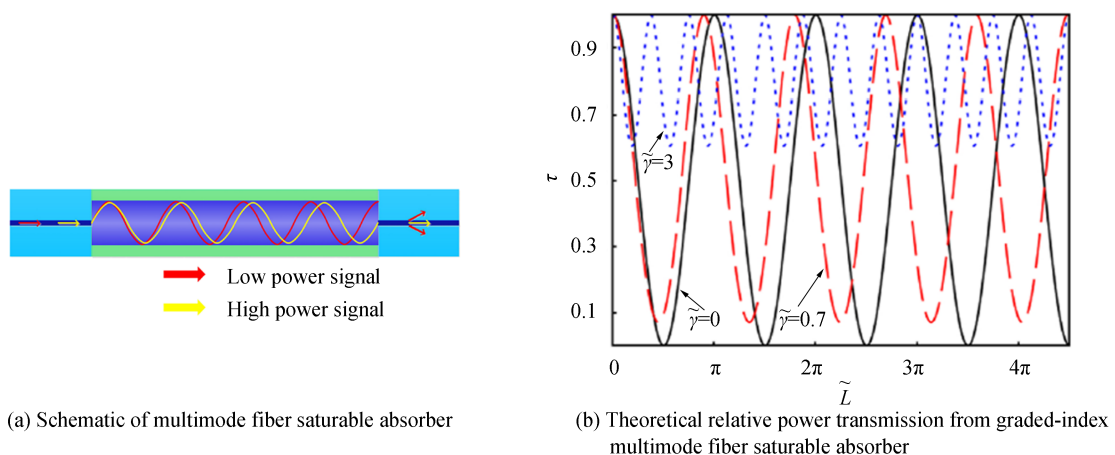 Low power signal
High power signal
(a) Schematic of multimode fiber saturable absorber
τ
0.9
0.7
0.5
0.3
0.1
γ̃=3
γ̃=0
γ̃=0.7
0 π 2π 3π 4π
L̃
(b) Theoretical relative power transmission from graded-index
multimode fiber saturable absorber